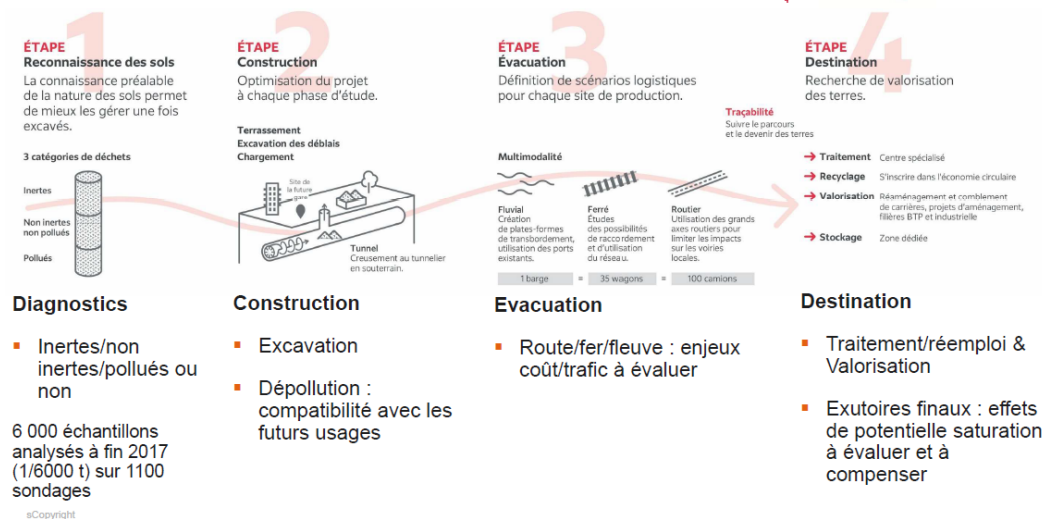 1
ÉTAPE
Reconnaissance des sols
La connaissance préalable
de la nature des sols permet
de mieux les gérer une fois
excavés.
3 catégories de déchets
Inertes
Non inertes
non pollués
Pollués
2
ÉTAPE
Construction
Optimisation du projet
à chaque phase d'étude.
Terrassement
Excavation des déblais
Chargement
Site de
la future
gare
Tunnel
Creusement au tunnelier
en souterrain.
3
ÉTAPE
Évacuation
Définition de scénarios logistiques
pour chaque site de production.
Traçabilité
Suivre le parcours
et le devenir des terres
Multimodalité
Fluvial
Création
de plates-formes
de transbordement,
utilisation des ports
existants.
Ferré
Études
des possibilités
de raccordement
et d'utilisation
du réseau.
Routier
Utilisation des grands
axes routiers pour
limiter les impacts
sur les voiries
locales.
1 barge = 35 wagons = 100 camions
4
ÉTAPE
Destination
Recherche de valorisation
des terres.
Traitement Centre spécialisé
Recyclage S'inscrire dans l'économie circulaire
Valorisation Réaménagement et comblement
de carrières, projets d'aménagement,
filières BTP et industrielle
Stockage Zone dédiée
Diagnostics
Inertes/non
inertes/pollués ou
non
6 000 échantillons
analysés à fin 2017
(1/6000 t) sur 1100
sondages
Construction
Excavation
Dépollution :
compatibilité avec les
futurs usages
Evacuation
Route/fer/fleuve : enjeux
coût/trafic à évaluer
Destination
Traitement/réemploi &
Valorisation
Exutoires finaux : effets
de potentielle saturation
à évaluer et à
compenser
sCopyright